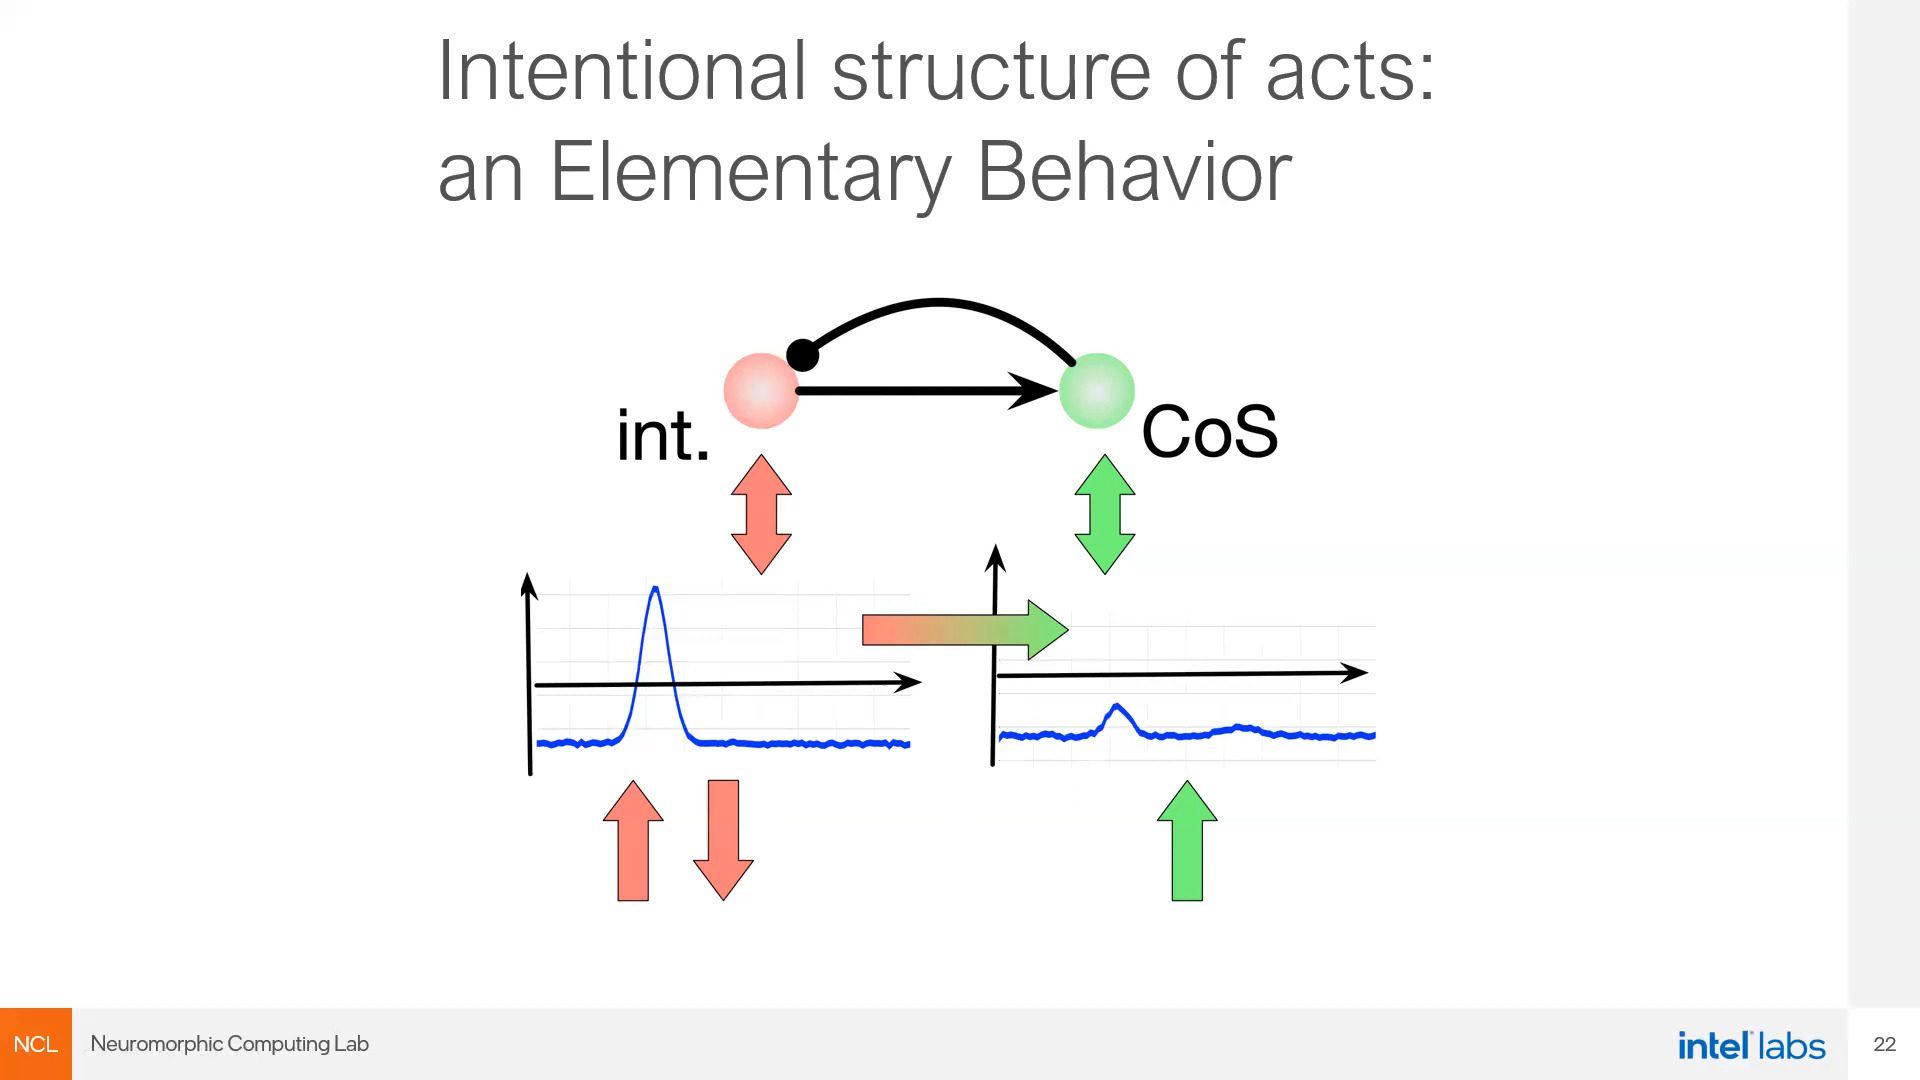 Intentional structure of acts:
an Elementary Behavior
int.
CoS
NCL
Neuromorphic Computing Lab
intel labs
22